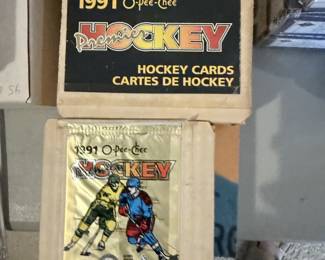 1991 O-Pee-Chee
Premier
HOCKEY
HOCKEY CARDS
CARTES DE HOCKEY
1991 O-Pee-Chee
HOCKEY